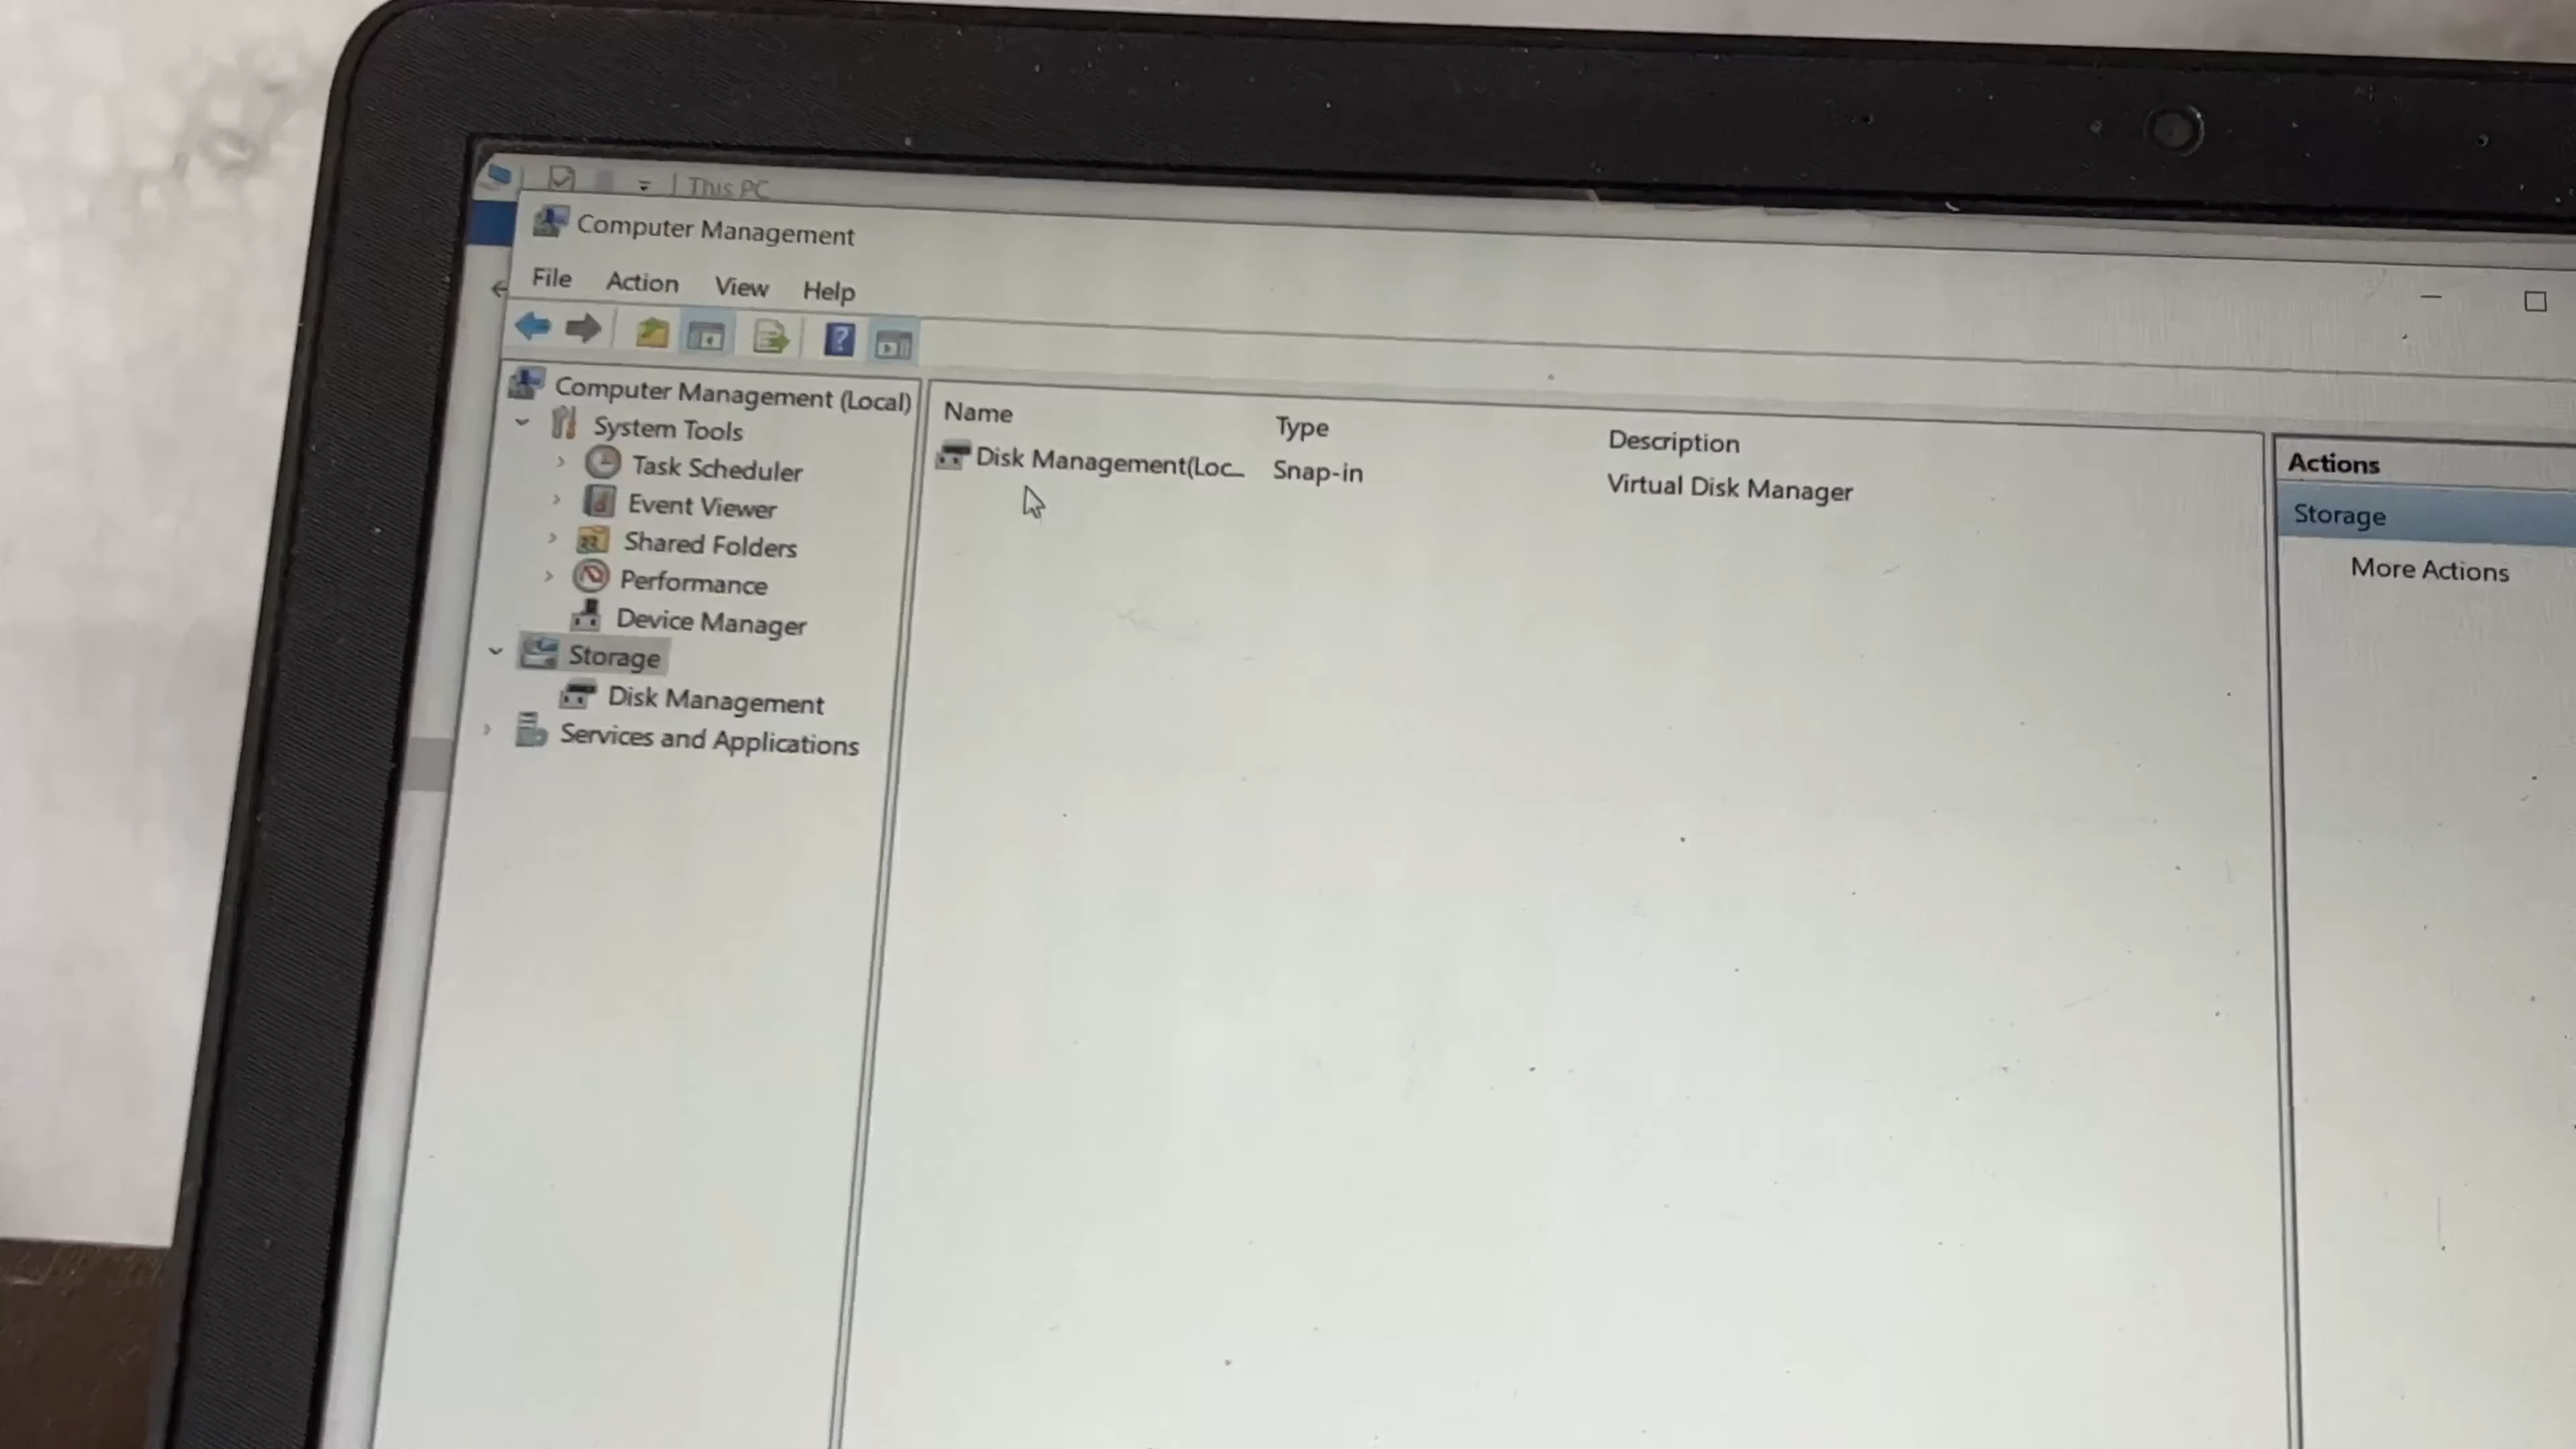 This PC
Computer Management
File Action View Help
Computer Management (Local)
System Tools
Task Scheduler
Event Viewer
Shared Folders
Performance
Device Manager
Storage
Disk Management
Services and Applications
Name Type Description
Disk Management(Loc... Snap-in Virtual Disk Manager
Actions
Storage
More Actions